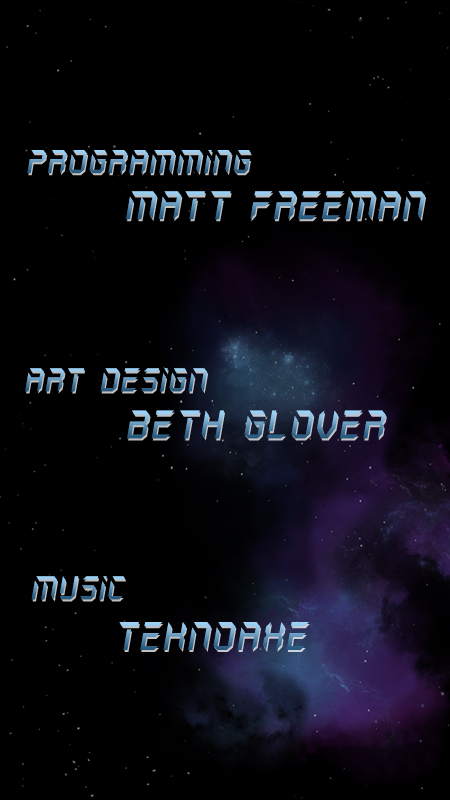 PROGRAMMING
MATT FREEMAN
ART DESIGN
BETH GLOVER
MUSIC
TEKNOAXE